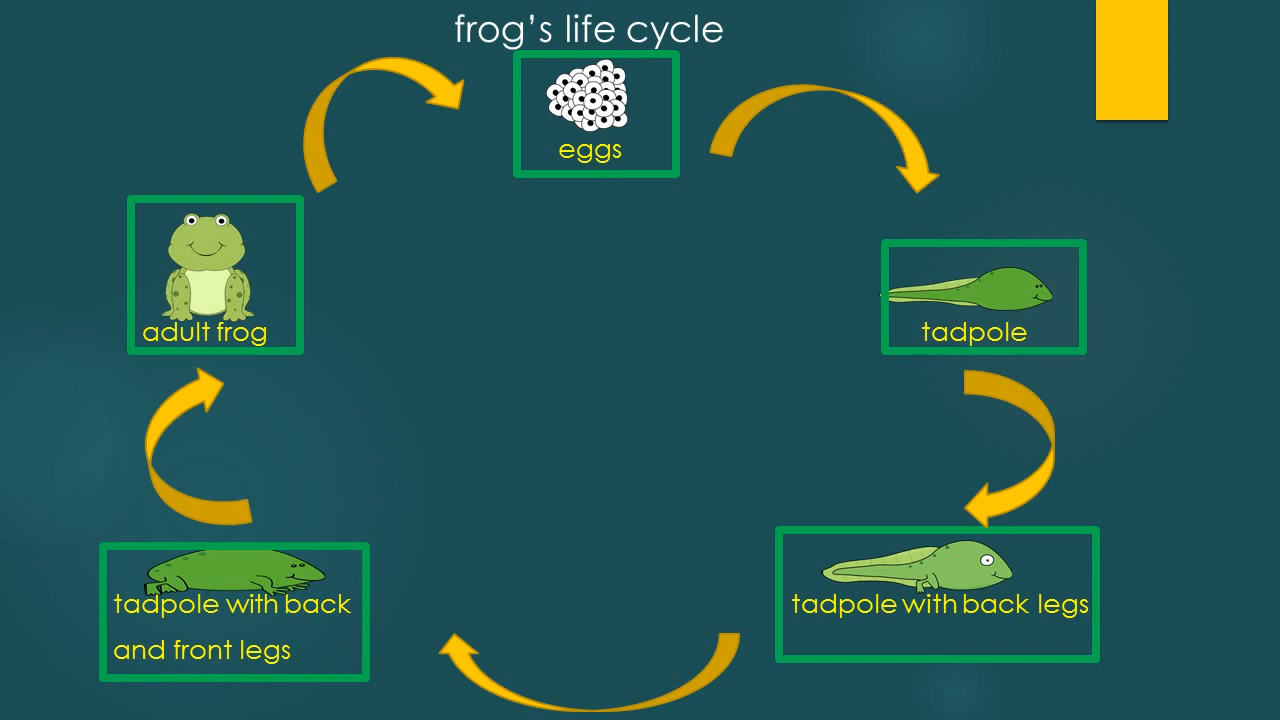 frog’s life cycle
eggs
tadpole
tadpole with back legs
tadpole with back
and front legs
adult frog